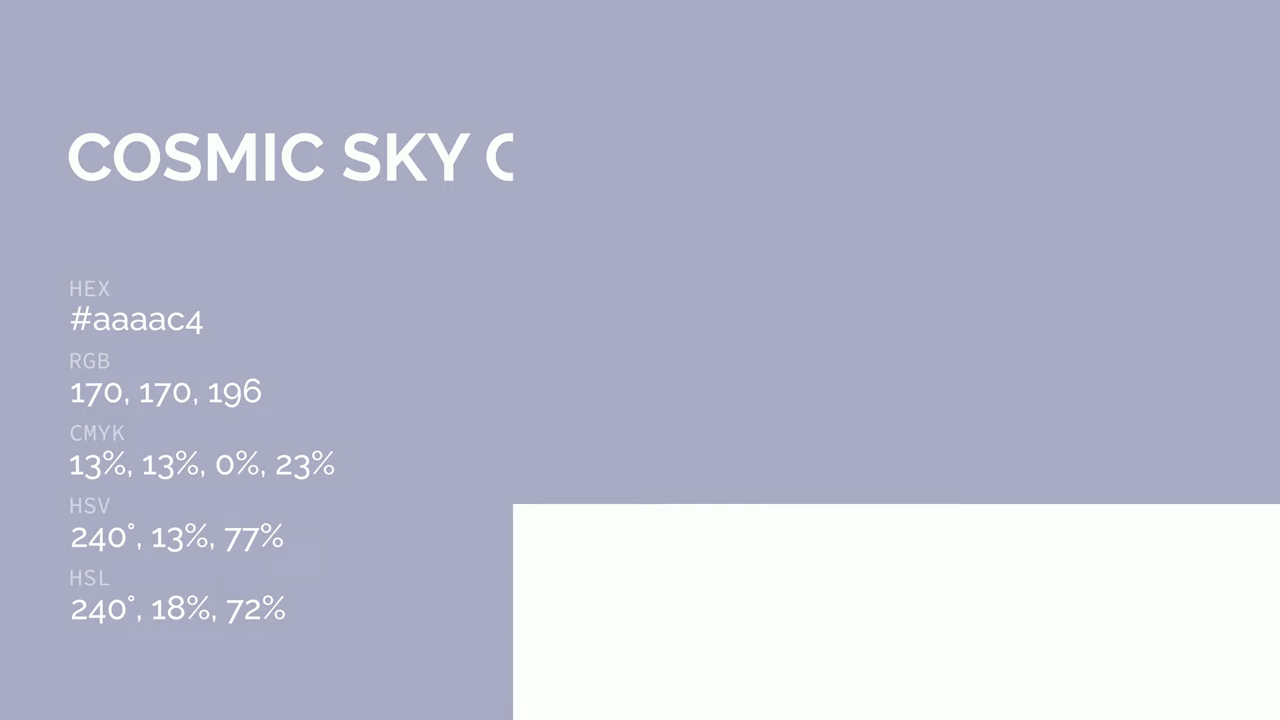 COSMIC SKY
HEX
#aaaac4
RGB
170, 170, 196
CMYK
13%, 13%, 0%, 23%
HSV
240°, 13%, 77%
HSL
240°, 18%, 72%